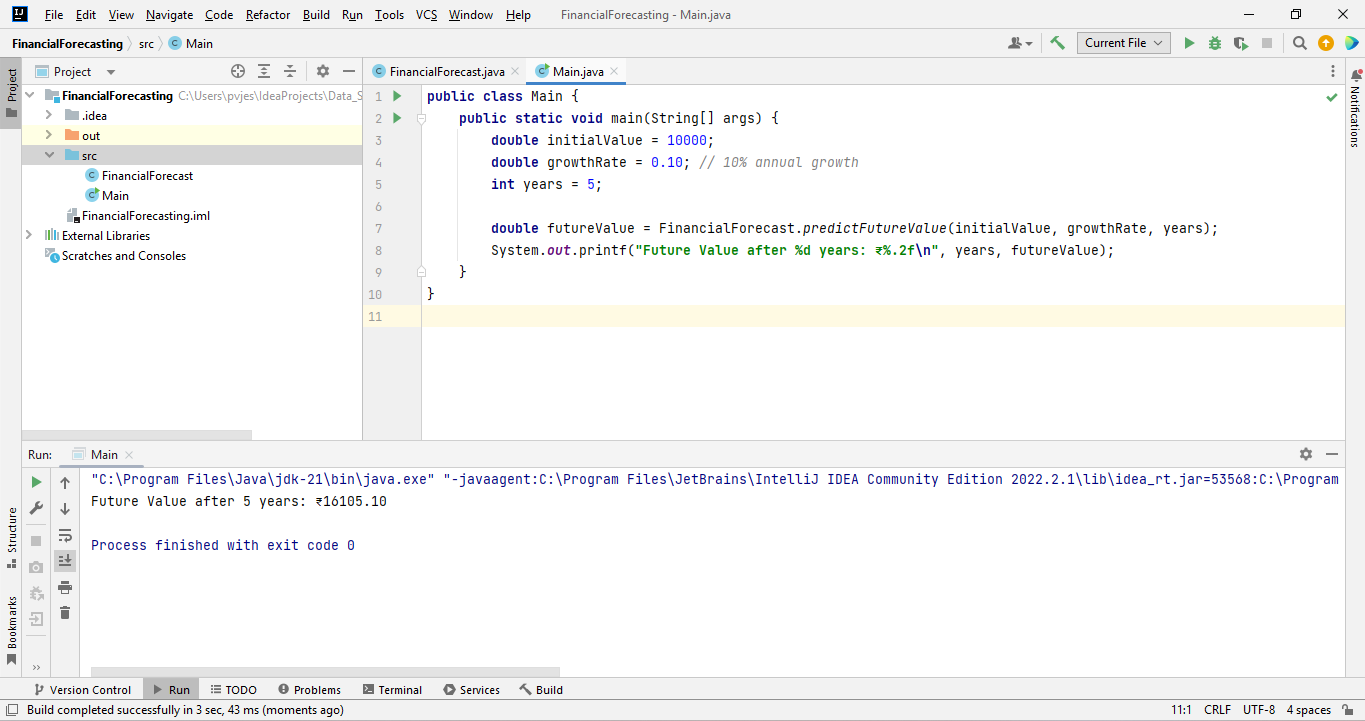 File Edit View Navigate Code Refactor Build Run Tools VCS Window Help FinancialForecasting - Main.java
FinancialForecasting src Main
Current File
Project
FinancialForecast.java Main.java
Project
FinancialForecasting C:\Users\pvjes\IdeaProjects\Data_S
.idea
out
src
FinancialForecast
Main
FinancialForecasting.iml
External Libraries
Scratches and Consoles
1 public class Main {
2 public static void main(String[] args) {
3 double initialValue = 10000;
4 double growthRate = 0.10; // 10% annual growth
5 int years = 5;
6
7 double futureValue = FinancialForecast.predictFutureValue(initialValue, growthRate, years);
8 System.out.printf("Future Value after %d years: ₹%.2f\n", years, futureValue);
9 }
10 }
11
Notifications
Run: Main
"C:\Program Files\Java\jdk-21\bin\java.exe" "-javaagent:C:\Program Files\JetBrains\IntelliJ IDEA Community Edition 2022.2.1\lib\idea_rt.jar=53568:C:\Program
Future Value after 5 years: ₹16105.10
Process finished with exit code 0
Structure
Bookmarks
Version Control Run TODO Problems Terminal Services Build
Build completed successfully in 3 sec, 43 ms (moments ago) 11:1 CRLF UTF-8 4 spaces